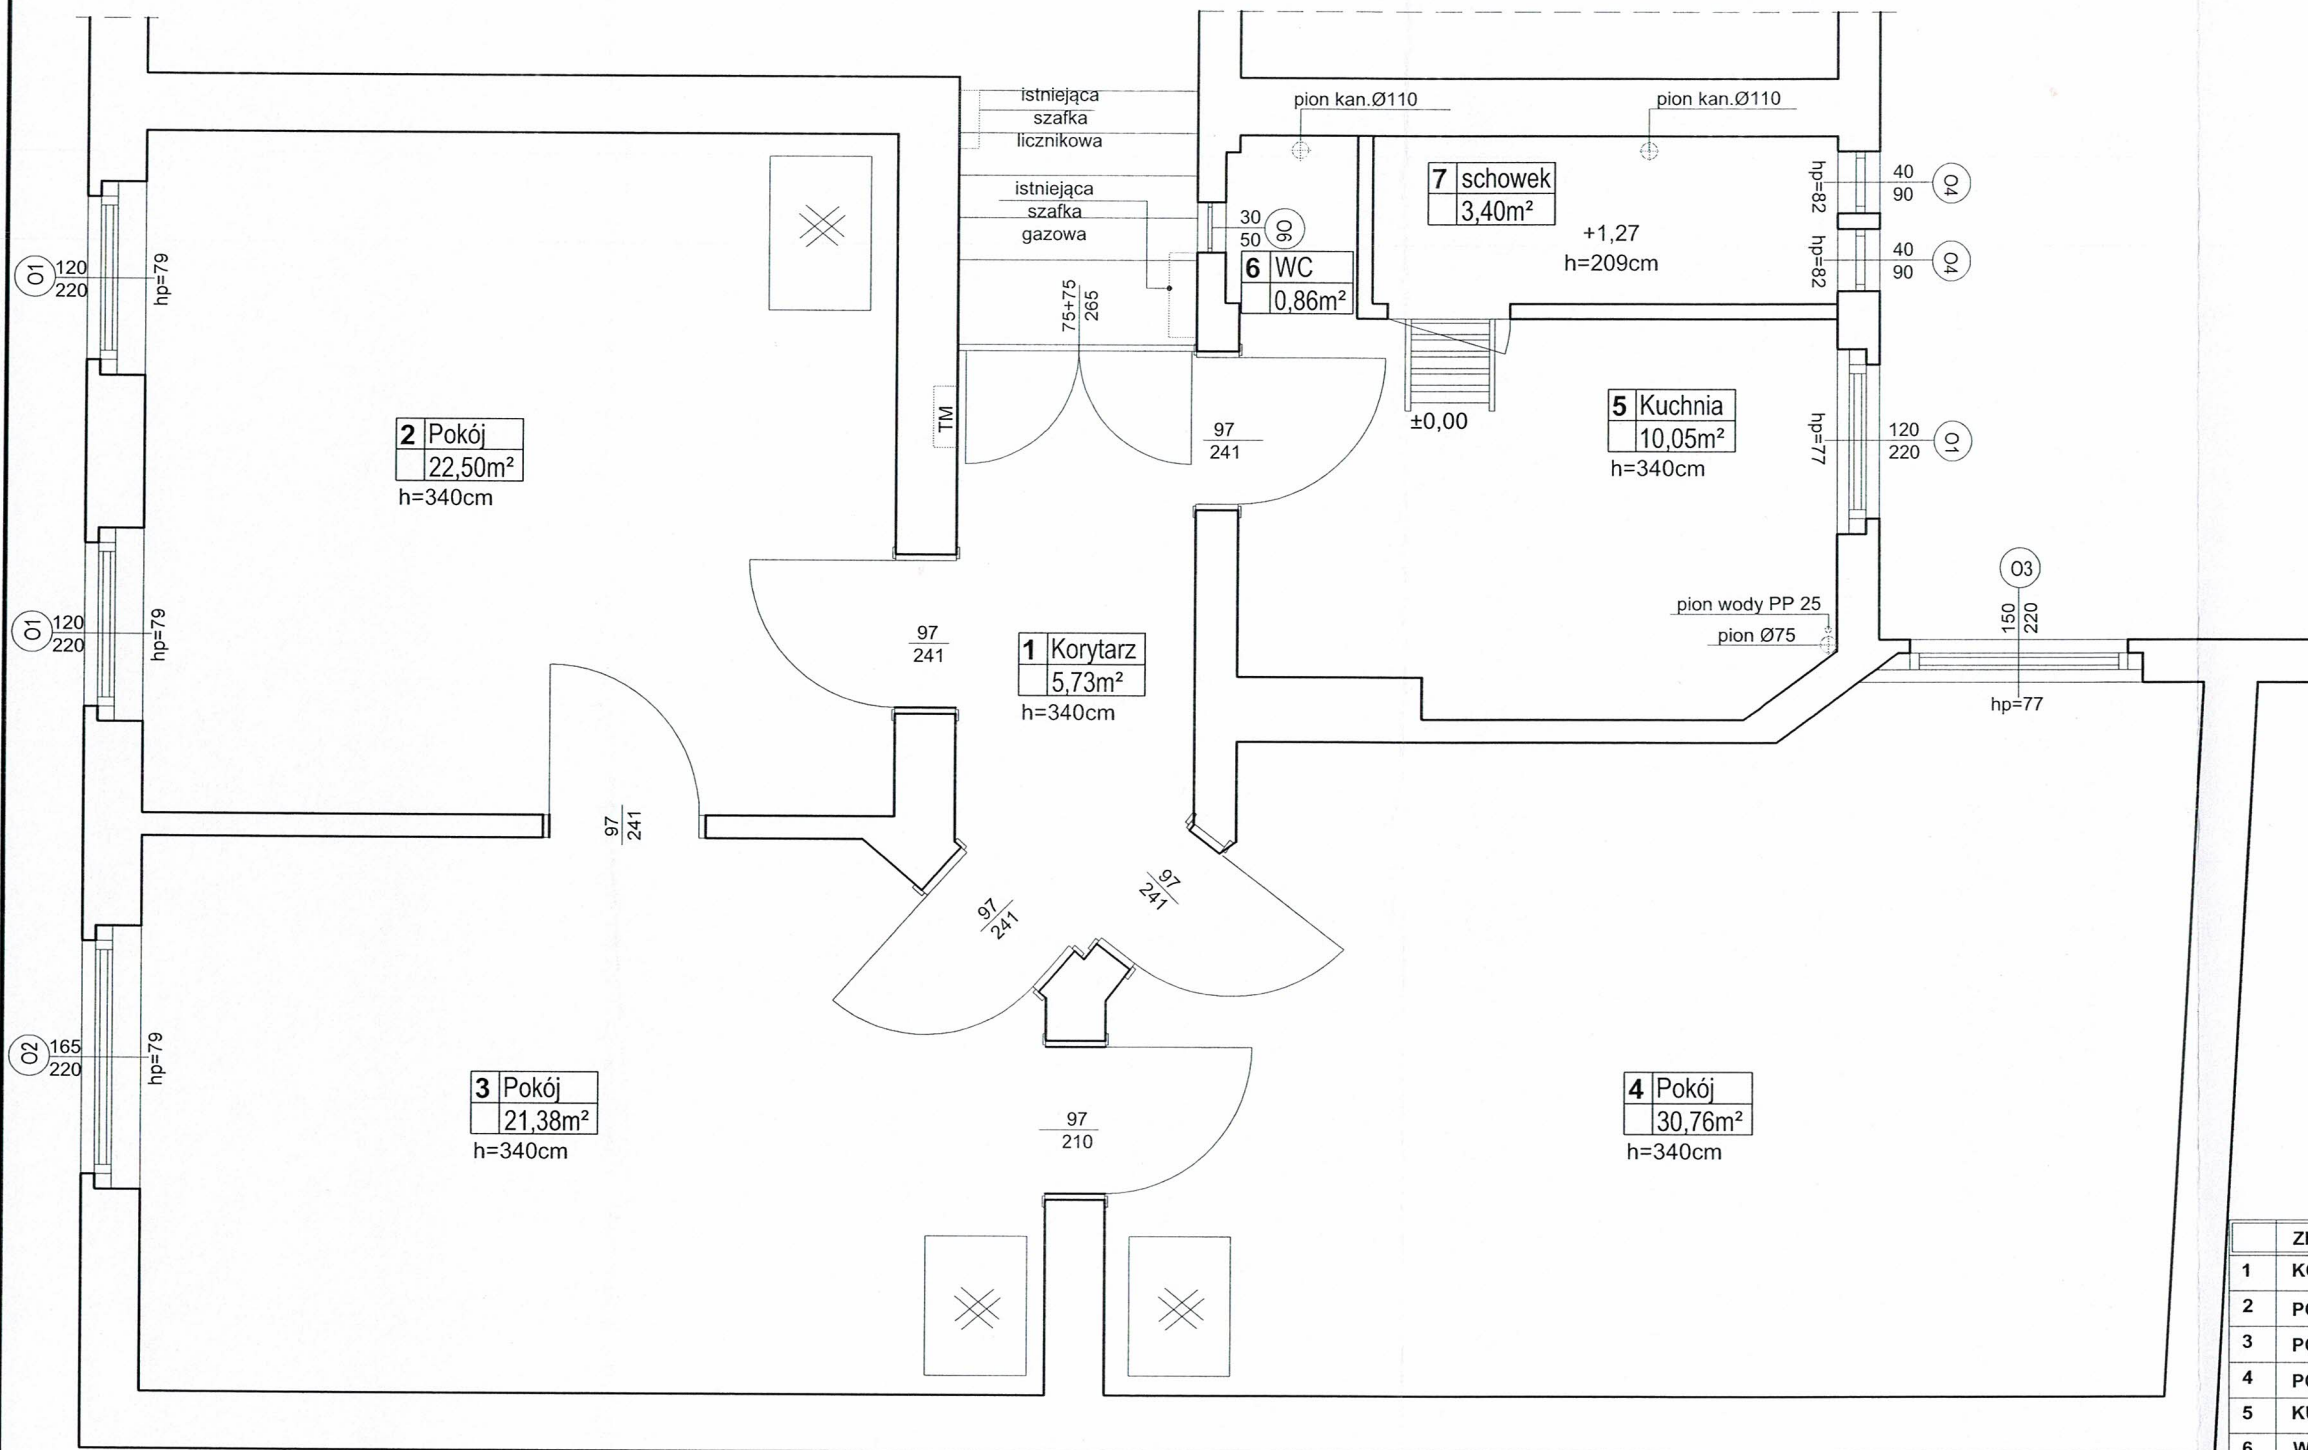 istniejąca
szafka
licznikowa
istniejąca
szafka
gazowa
pion kan.Ø110
pion kan.Ø110
7 schowek
3,40m²
+1,27
h=209cm
hp=82
40
90
O4
hp=82
40
90
O4
30
50
O6
6 WC
0,86m²
75+75
265
O1
120
220
hp=79
TM
2 Pokój
22,50m²
h=340cm
97
241
±0,00
5 Kuchnia
10,05m²
h=340cm
hp=77
120
220
O1
O1
120
220
hp=79
97
241
1 Korytarz
5,73m²
h=340cm
pion wody PP 25
pion Ø75
O3
150
220
hp=77
97
241
97
241
97
241
O2
165
220
hp=79
3 Pokój
21,38m²
h=340cm
97
210
4 Pokój
30,76m²
h=340cm
1
2
3
4
5
6